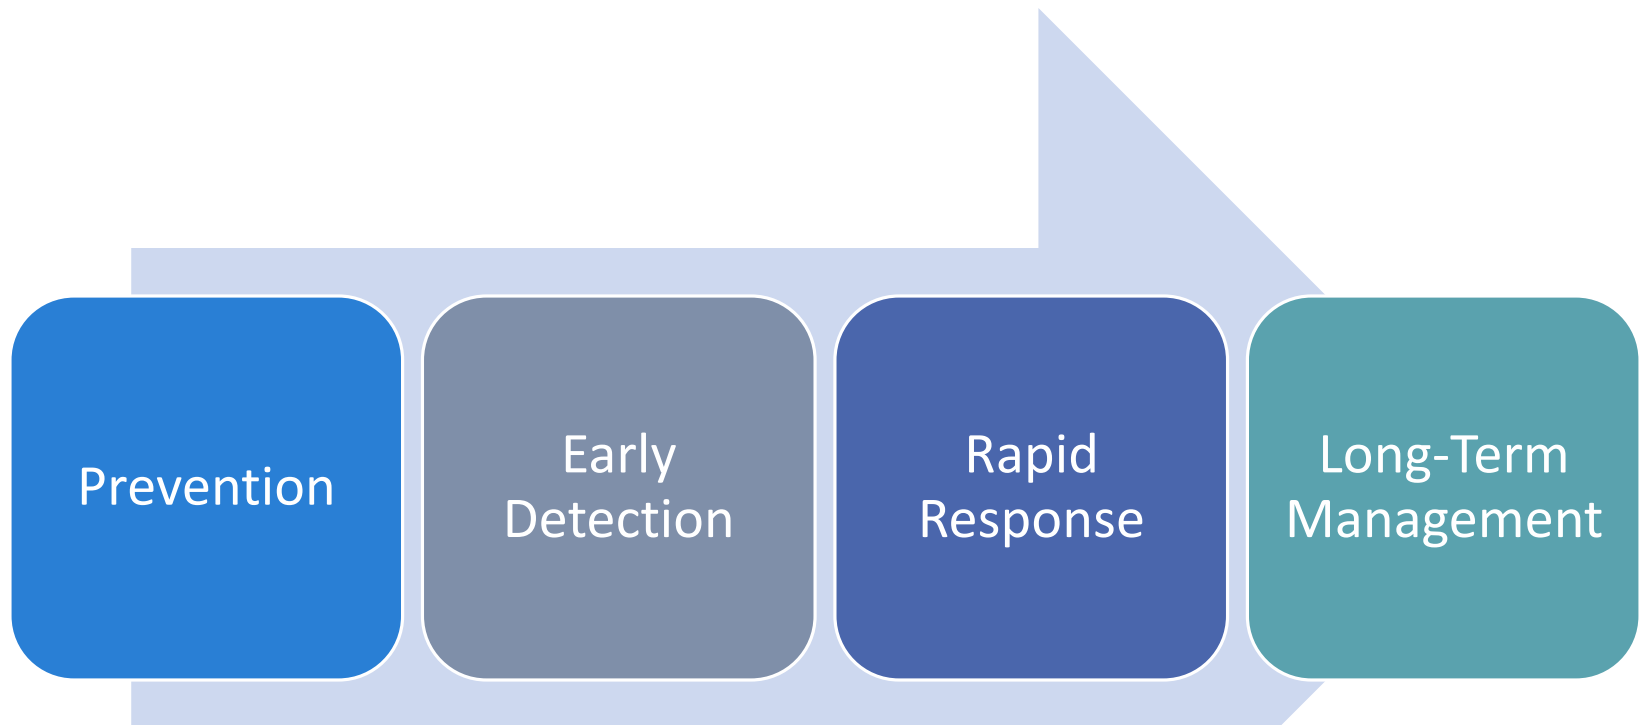 Prevention
Early
Detection
Rapid
Response
Long-Term
Management